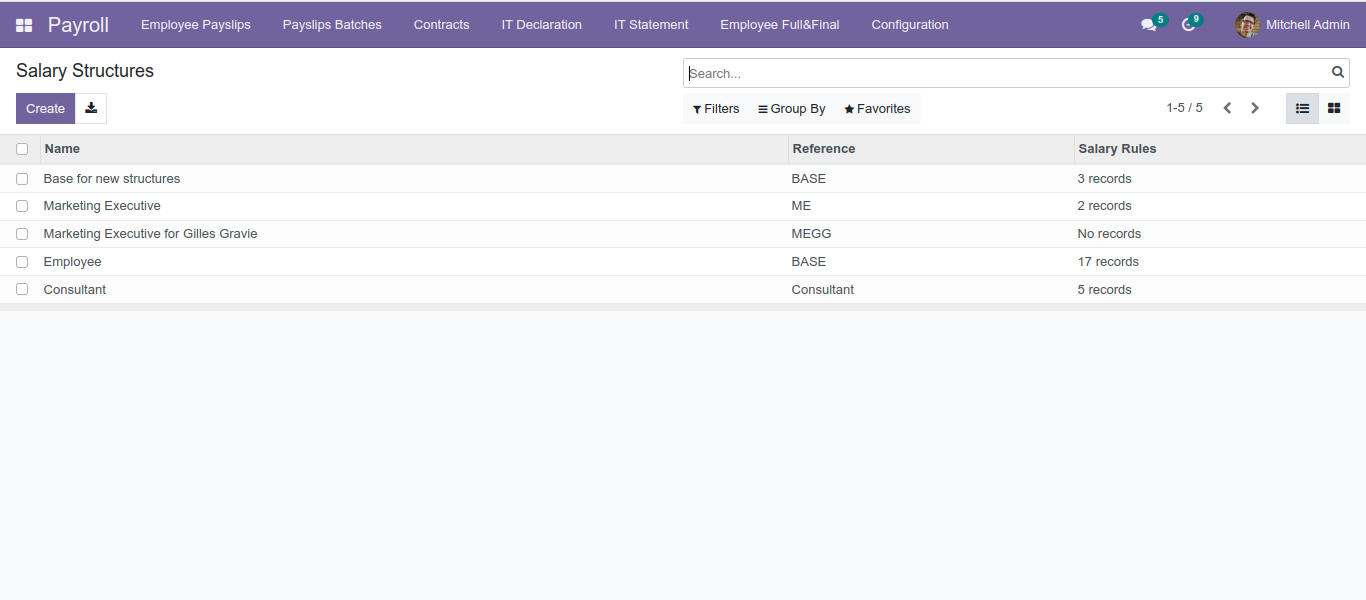 Payroll Employee Payslips Payslips Batches Contracts IT Declaration IT Statement Employee Full&Final Configuration 5 9 Mitchell Admin
Salary Structures
Search...
Create Filters Group By Favorites 1-5 / 5
Name Reference Salary Rules
Base for new structures BASE 3 records
Marketing Executive ME 2 records
Marketing Executive for Gilles Gravie MEGG No records
Employee BASE 17 records
Consultant Consultant 5 records